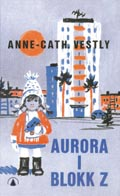 ANNE-CATH. VESTLY
AURORA
I
BLOKK Z